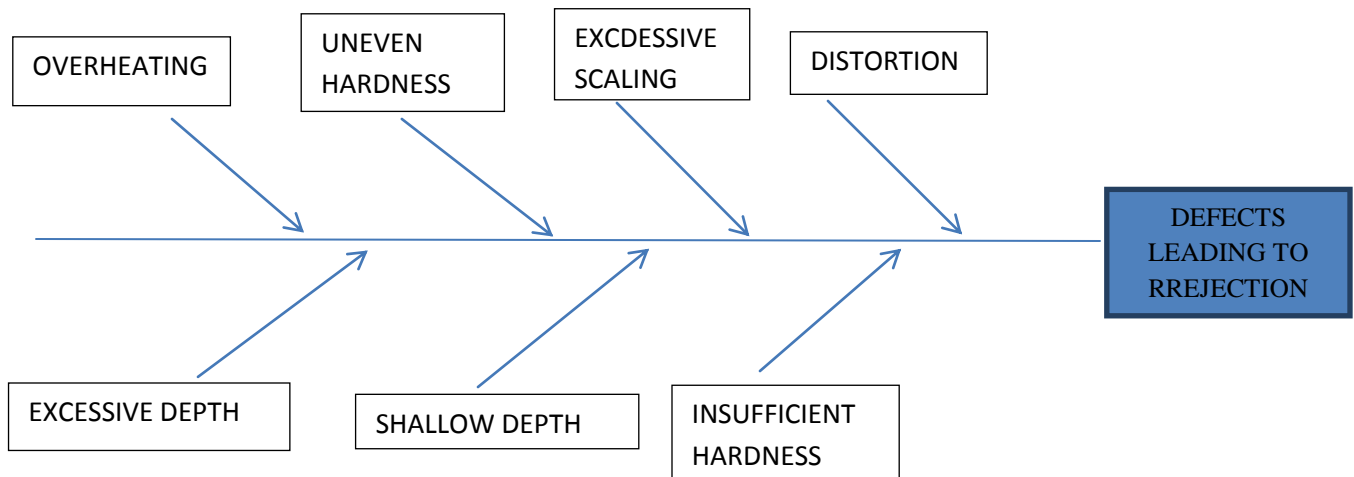 OVERHEATING
UNEVEN
HARDNESS
EXCDESSIVE
SCALING
DISTORTION
DEFECTS
LEADING TO
RREJECTION
EXCESSIVE DEPTH
SHALLOW DEPTH
INSUFFICIENT
HARDNESS